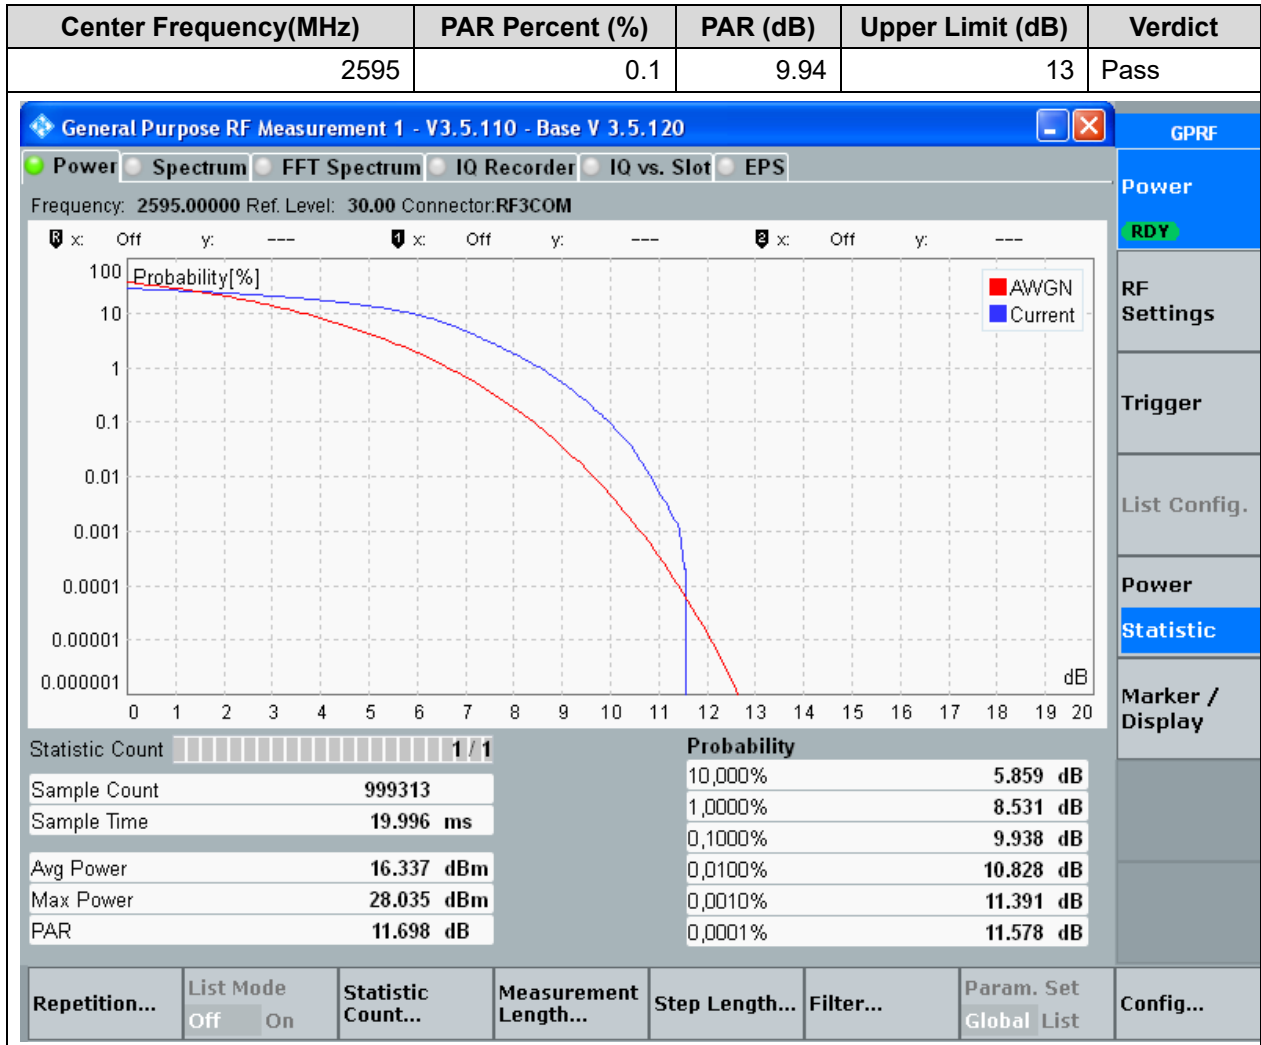 Center Frequency(MHz) PAR Percent (%) PAR (dB) Upper Limit (dB) Verdict
2595 0.1 9.94 13 Pass
General Purpose RF Measurement 1 - V3.5.110 - Base V 3.5.120
GPRF
Power Spectrum FFT Spectrum IQ Recorder IQ vs. Slot EPS
Power
RDY
Frequency: 2595.00000 Ref. Level: 30.00 Connector:RF3COM
R x: Off y: --- 1 x: Off y: --- 2 x: Off y: ---
Probability[%]
AWGN
Current
100
10
1
0.1
0.01
0.001
0.0001
0.00001
0.000001
dB
0 1 2 3 4 5 6 7 8 9 10 11 12 13 14 15 16 17 18 19 20
RF
Settings
Trigger
List Config.
Power
Statistic
Marker /
Display
Statistic Count 1 / 1
Sample Count 999313
Sample Time 19.996 ms
Avg Power 16.337 dBm
Max Power 28.035 dBm
PAR 11.698 dB
Probability
10,000% 5.859 dB
1,0000% 8.531 dB
0,1000% 9.938 dB
0,0100% 10.828 dB
0,0010% 11.391 dB
0,0001% 11.578 dB
Repetition...
List Mode
Off On
Statistic
Count...
Measurement
Length...
Step Length...
Filter...
Param. Set
Global List
Config...